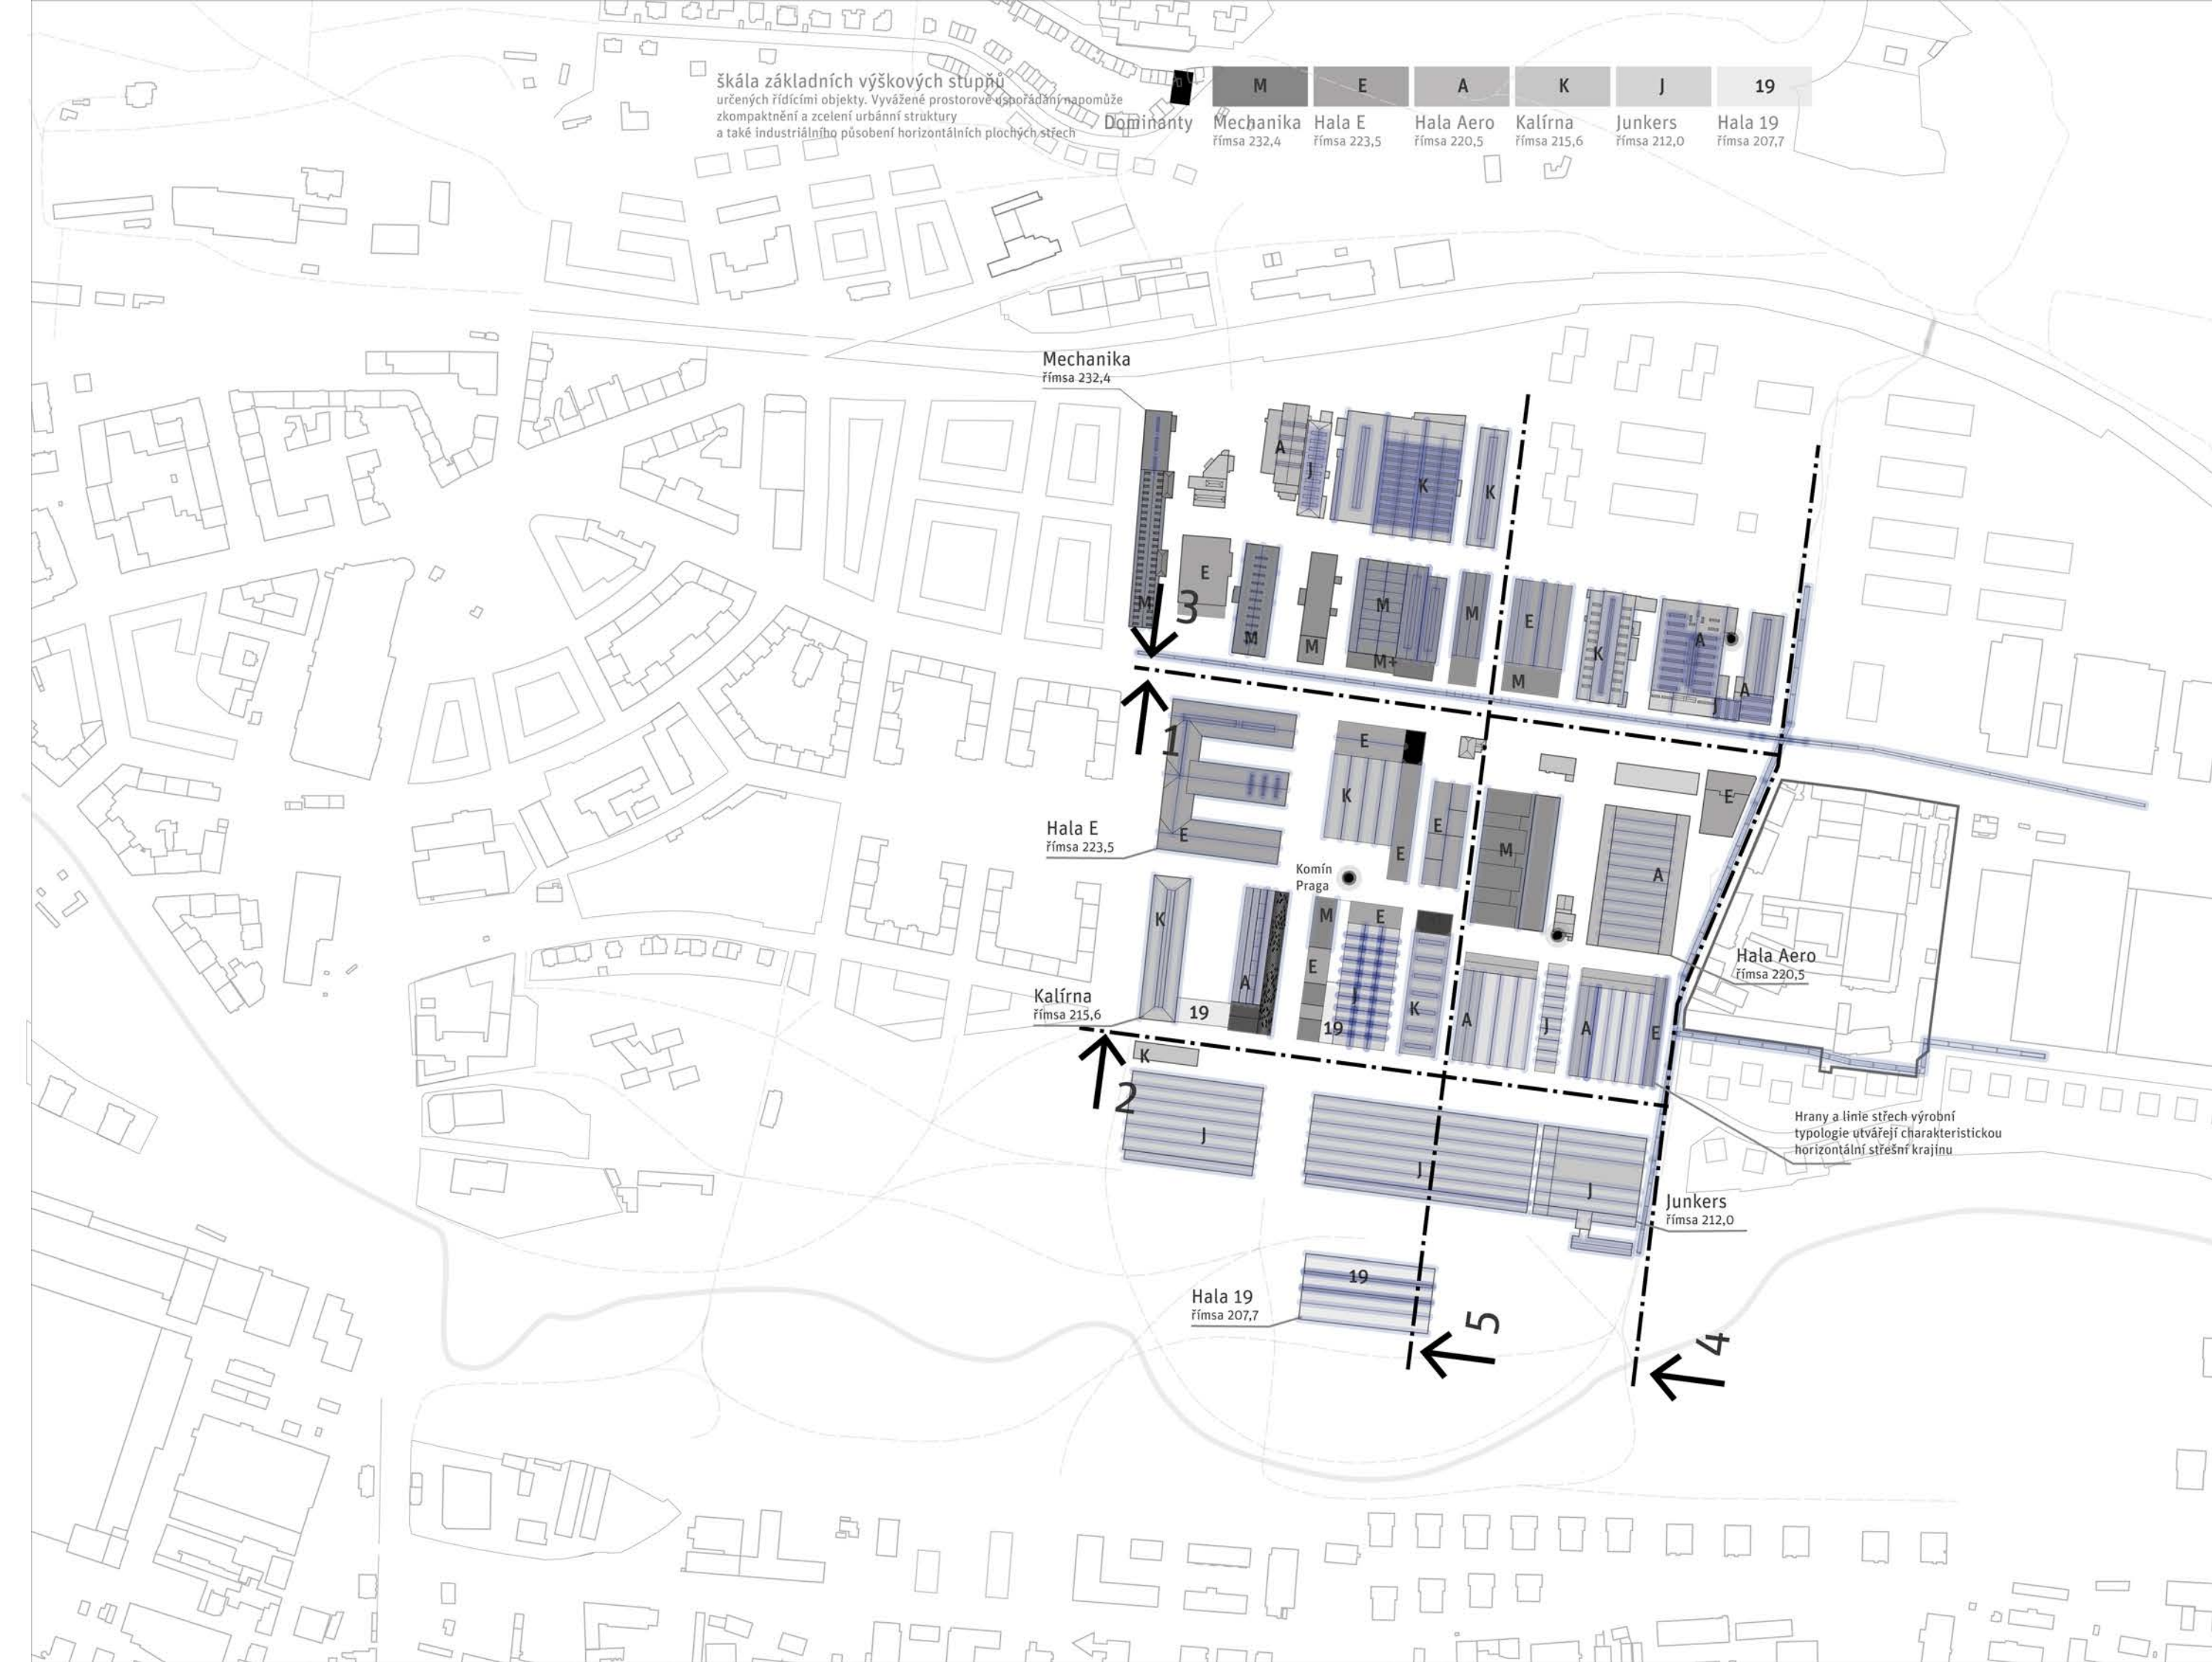 škála základních výškových stupňů
určených řídícími objekty. Vyvážené prostorové uspořádání napomůže
zkompaktnění a zcelení urbánní struktury
a také industriálního působení horizontálních plochých střech
Dominanty
M
E
A
K
J
19
Mechanika
římsa 232,4
Hala E
římsa 223,5
Hala Aero
římsa 220,5
Kalírna
římsa 215,6
Junkers
římsa 212,0
Hala 19
římsa 207,7
Mechanika
římsa 232,4
A
J
K
K
M
3
E
M
M
M
M+
M
E
M
K
A
J
A
1
E
E
K
E
E
M
E
A
Hala E
římsa 223,5
Komín
Praga
K
A
19
M
E
E
19
J
K
A
J
A
E
Hala Aero
římsa 220,5
Kalírna
římsa 215,6
K
2
J
J
J
Hrany a linie střech výrobní
typologie utvářejí charakteristickou
horizontální střešní krajinu
Junkers
římsa 212,0
19
Hala 19
římsa 207,7
5
4